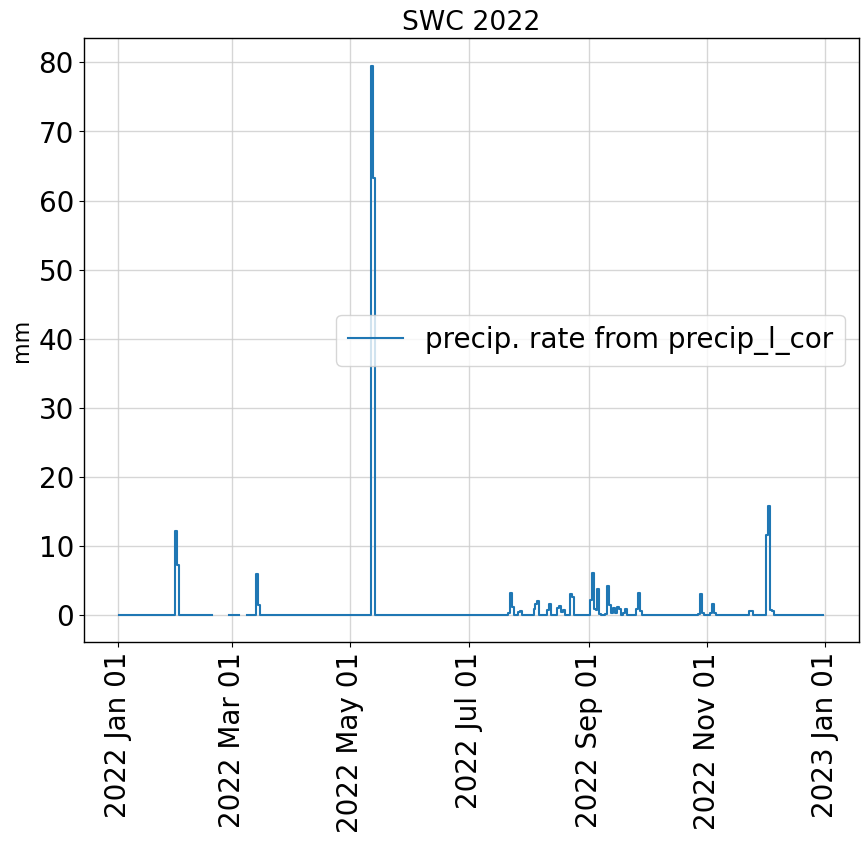 SWC 2022
80
70
60
50
40
30
20
10
0
mm
precip. rate from precip_l_cor
2022 Jan 01
2022 Mar 01
2022 May 01
2022 Jul 01
2022 Sep 01
2022 Nov 01
2023 Jan 01